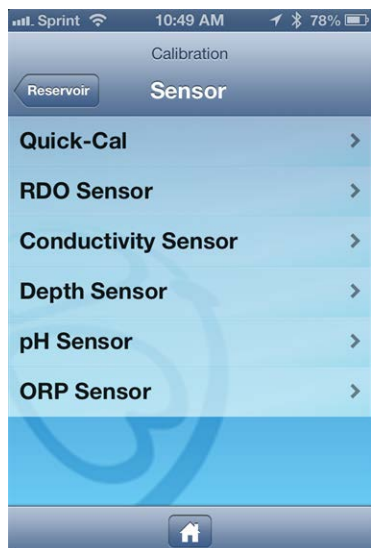 Sprint 10:49 AM 78%
Calibration
Reservoir Sensor
Quick-Cal
RDO Sensor
Conductivity Sensor
Depth Sensor
pH Sensor
ORP Sensor